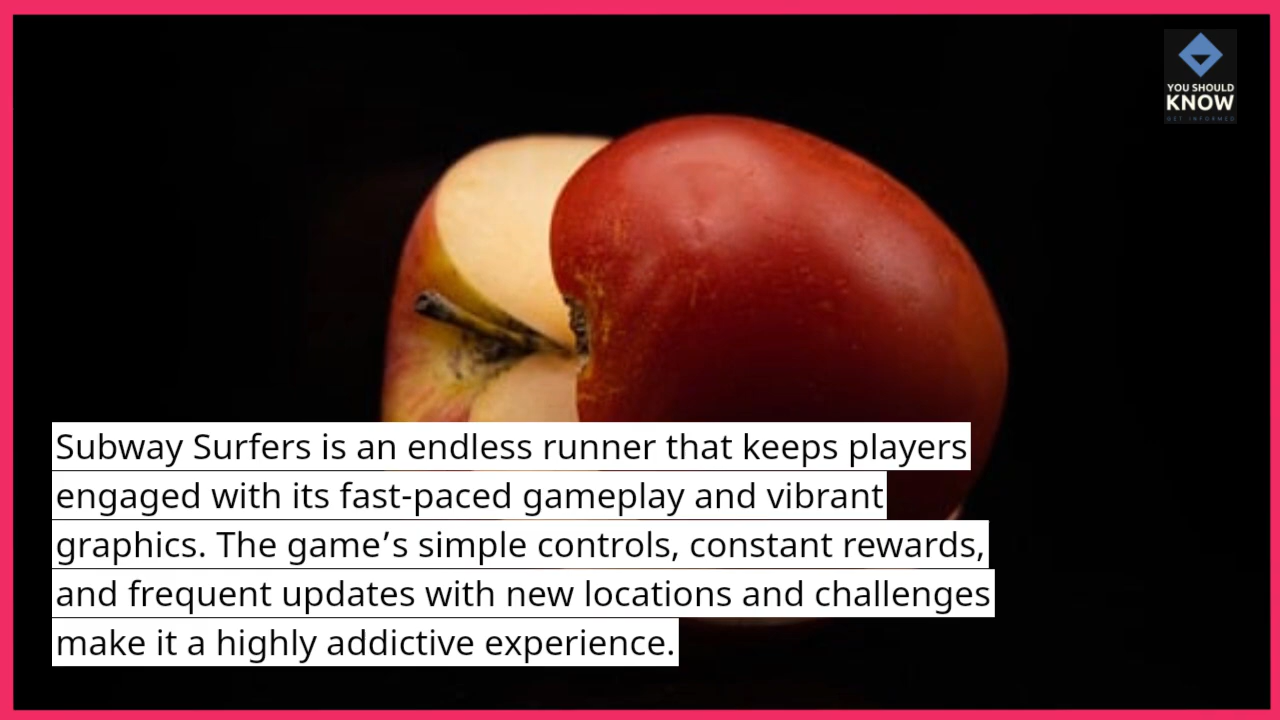 YOU SHOULD
KNOW
GET INFORMED
Subway Surfers is an endless runner that keeps players
engaged with its fast-paced gameplay and vibrant
graphics. The game’s simple controls, constant rewards,
and frequent updates with new locations and challenges
make it a highly addictive experience.